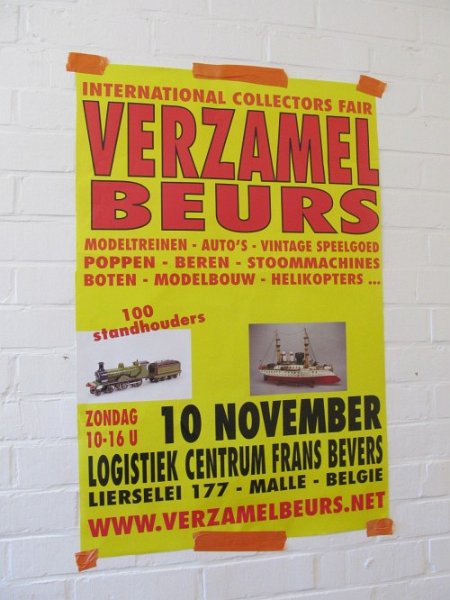 INTERNATIONAL COLLECTORS FAIR
VERZAMEL
BEURS
MODELTREINEN - AUTO'S - VINTAGE SPEELGOED
POPPEN - BEREN - STOOMMACHINES
BOTEN - MODELBOUW - HELIKOPTERS ...
100
standhouders
ZONDAG
10-16 U
10 NOVEMBER
LOGISTIEK CENTRUM FRANS BEVERS
LIERSELEI 177 - MALLE - BELGIE
WWW.VERZAMELBEURS.NET